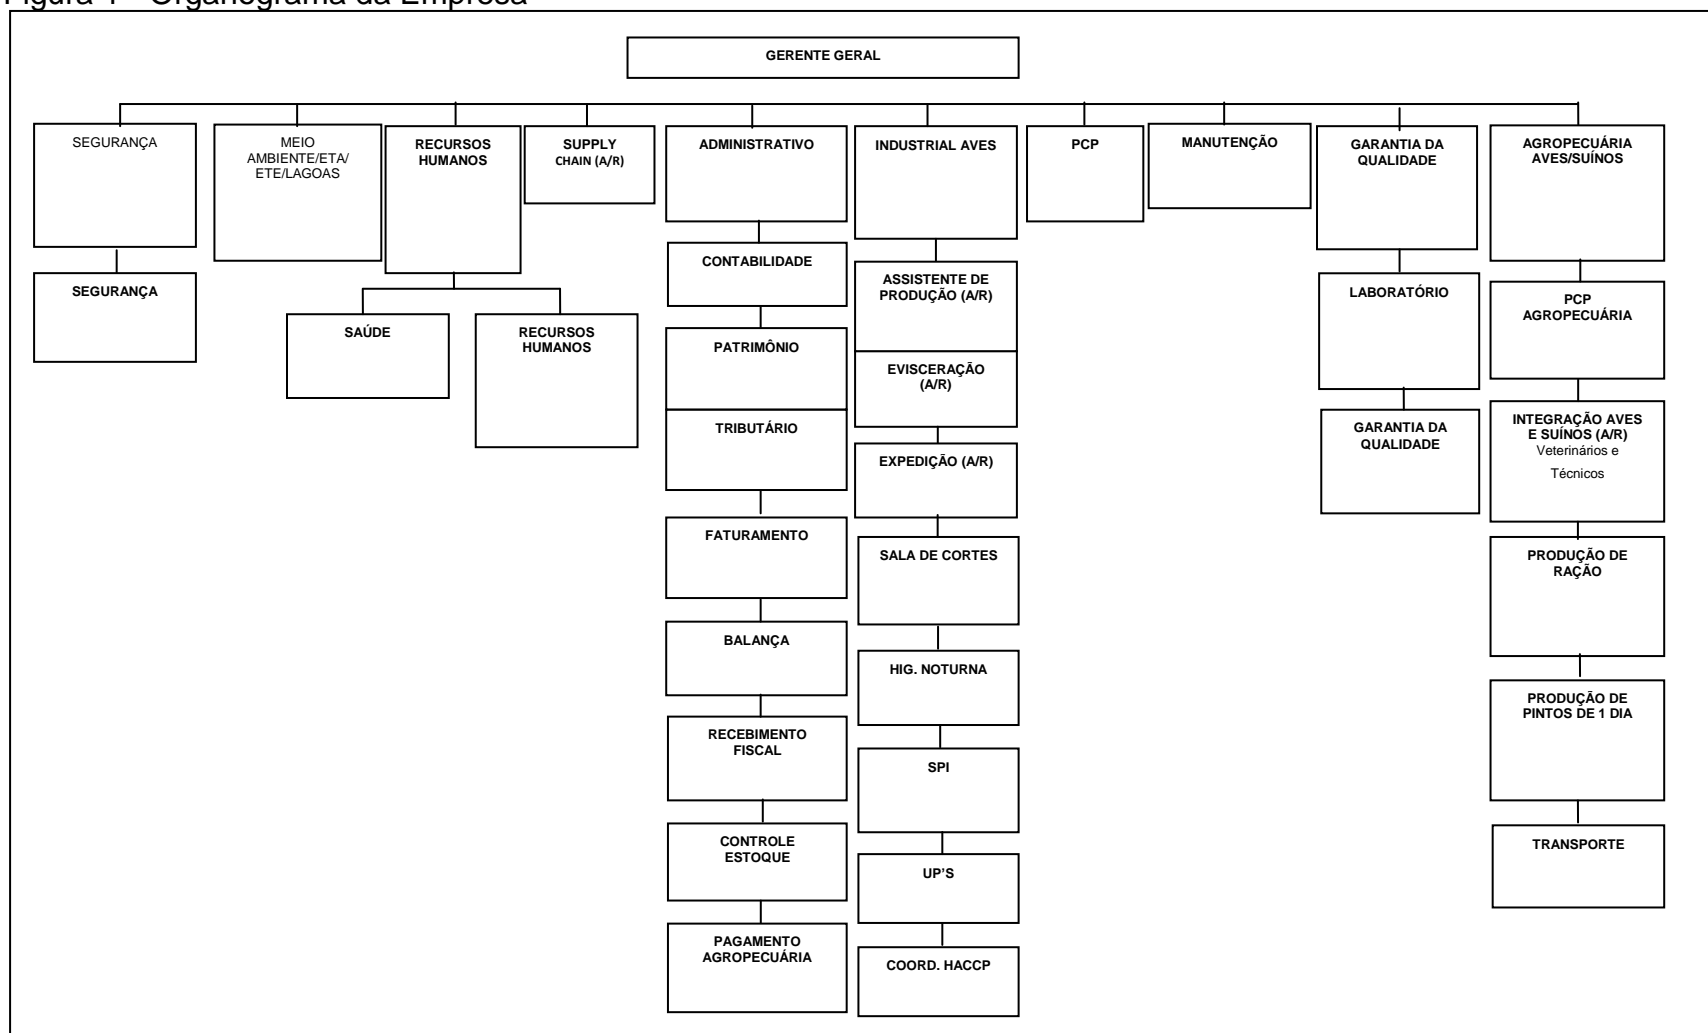 Figura 1 - Organograma da Empresa
GERENTE GERAL
SEGURANÇA
MEIO
AMBIENTE/ETA/
ETE/LAGOAS
RECURSOS
HUMANOS
SUPPLY
CHAIN (A/R)
ADMINISTRATIVO
INDUSTRIAL AVES
PCP
MANUTENÇÃO
GARANTIA DA
QUALIDADE
AGROPECUÁRIA
AVES/SUÍNOS
SEGURANÇA
SAÚDE
RECURSOS
HUMANOS
CONTABILIDADE
PATRIMÔNIO
TRIBUTÁRIO
FATURAMENTO
BALANÇA
RECEBIMENTO
FISCAL
CONTROLE
ESTOQUE
PAGAMENTO
AGROPECUÁRIA
ASSISTENTE DE
PRODUÇÃO (A/R)
EVISCERAÇÃO
(A/R)
EXPEDIÇÃO (A/R)
SALA DE CORTES
HIG. NOTURNA
SPI
UP'S
COORD. HACCP
LABORATÓRIO
GARANTIA DA
QUALIDADE
PCP
AGROPECUÁRIA
INTEGRAÇÃO AVES
E SUÍNOS (A/R)
Veterinários e
Técnicos
PRODUÇÃO DE
RAÇÃO
PRODUÇÃO DE
PINTOS DE 1 DIA
TRANSPORTE